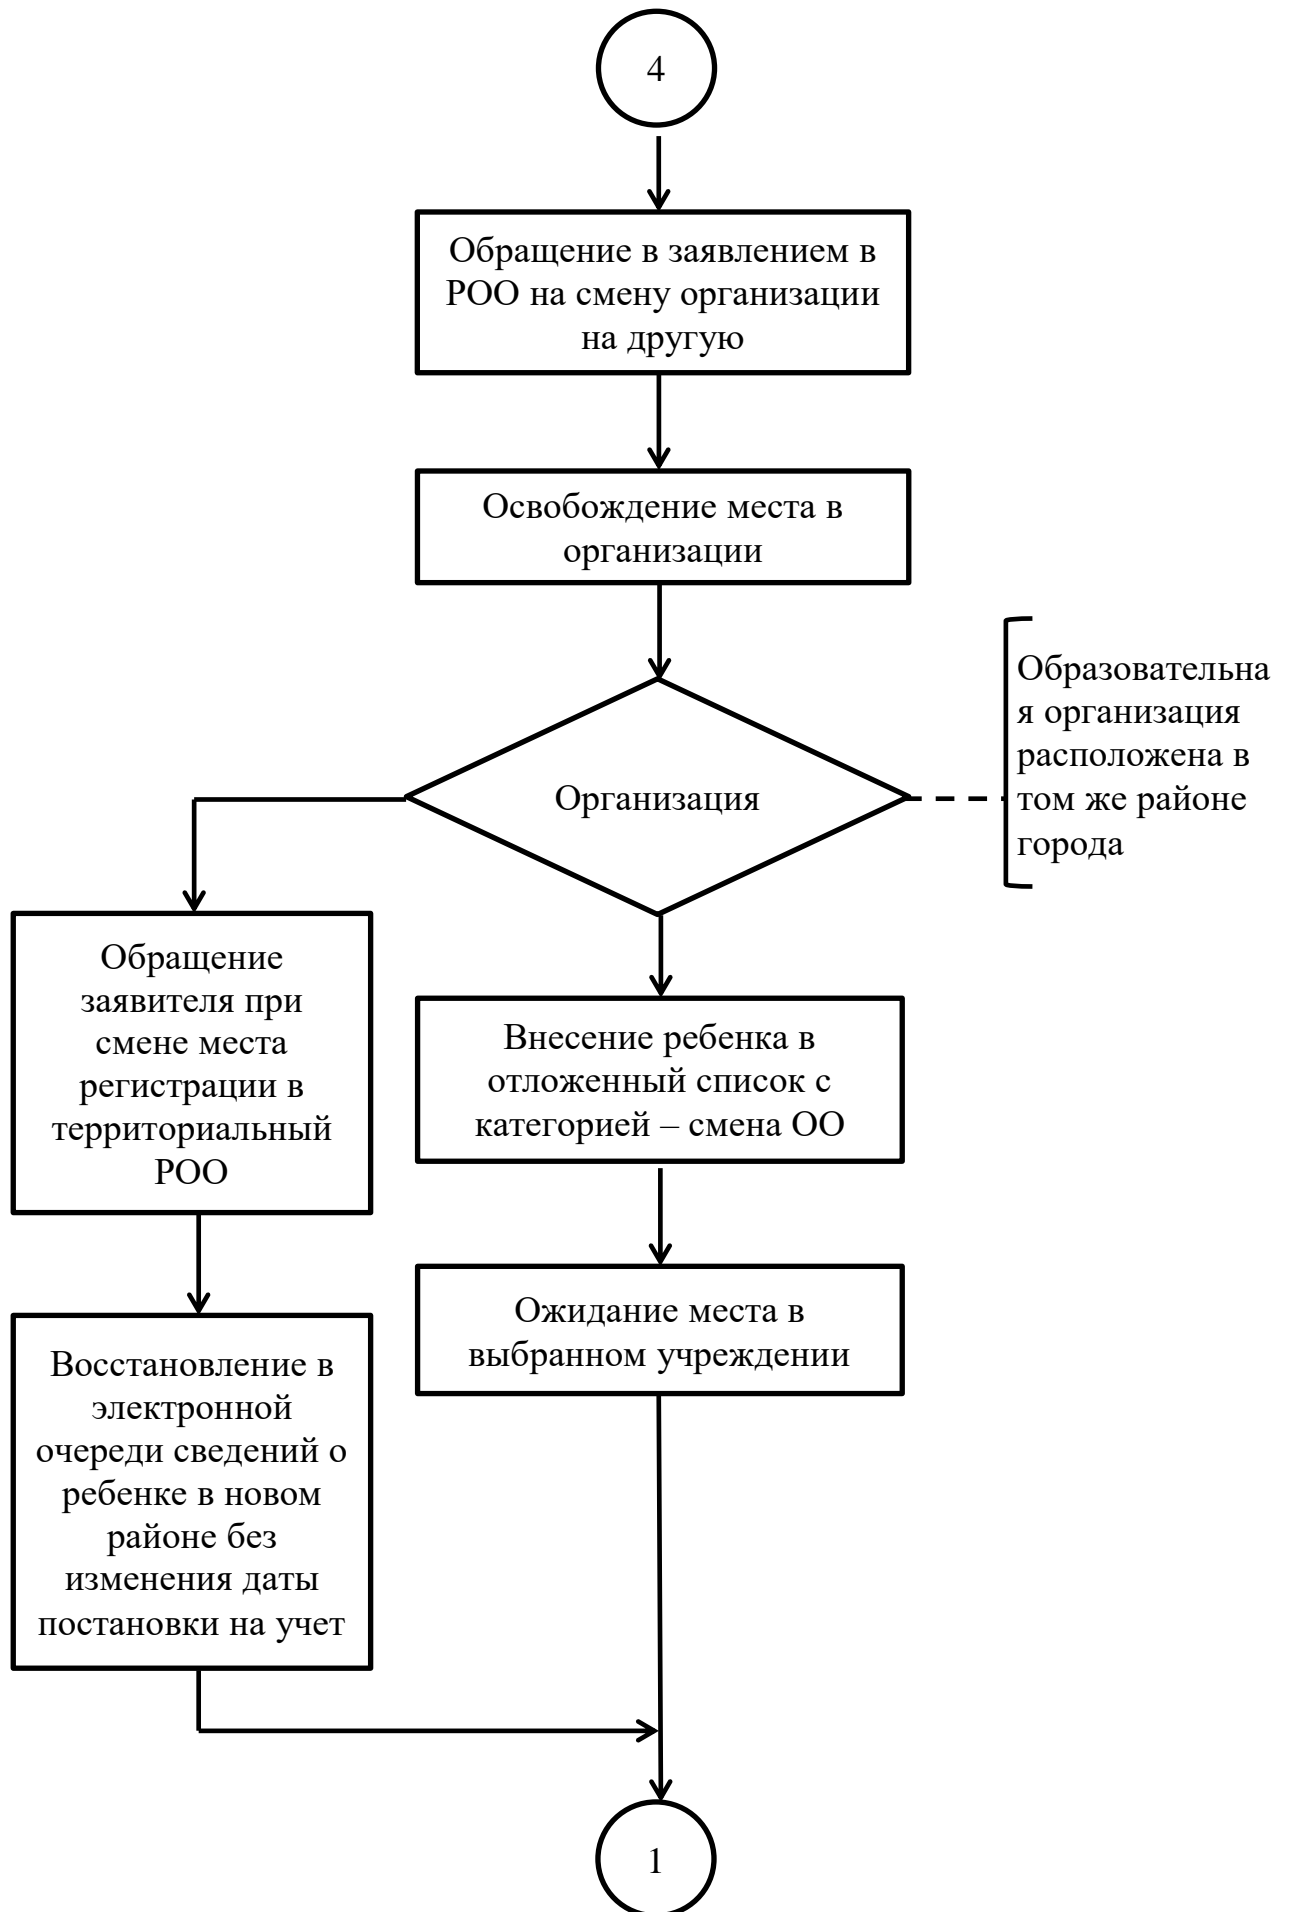 4
Обращение в заявлением в
РОО на смену организации
на другую
Освобождение места в
организации
Образовательна
я организация
расположена в
том же районе
города
Организация
Обращение
заявителя при
смене места
регистрации в
территориальный
РОО
Внесение ребенка в
отложенный список с
категорией – смена ОО
Ожидание места в
выбранном учреждении
Восстановление в
электронной
очереди сведений о
ребенке в новом
районе без
изменения даты
постановки на учет
1